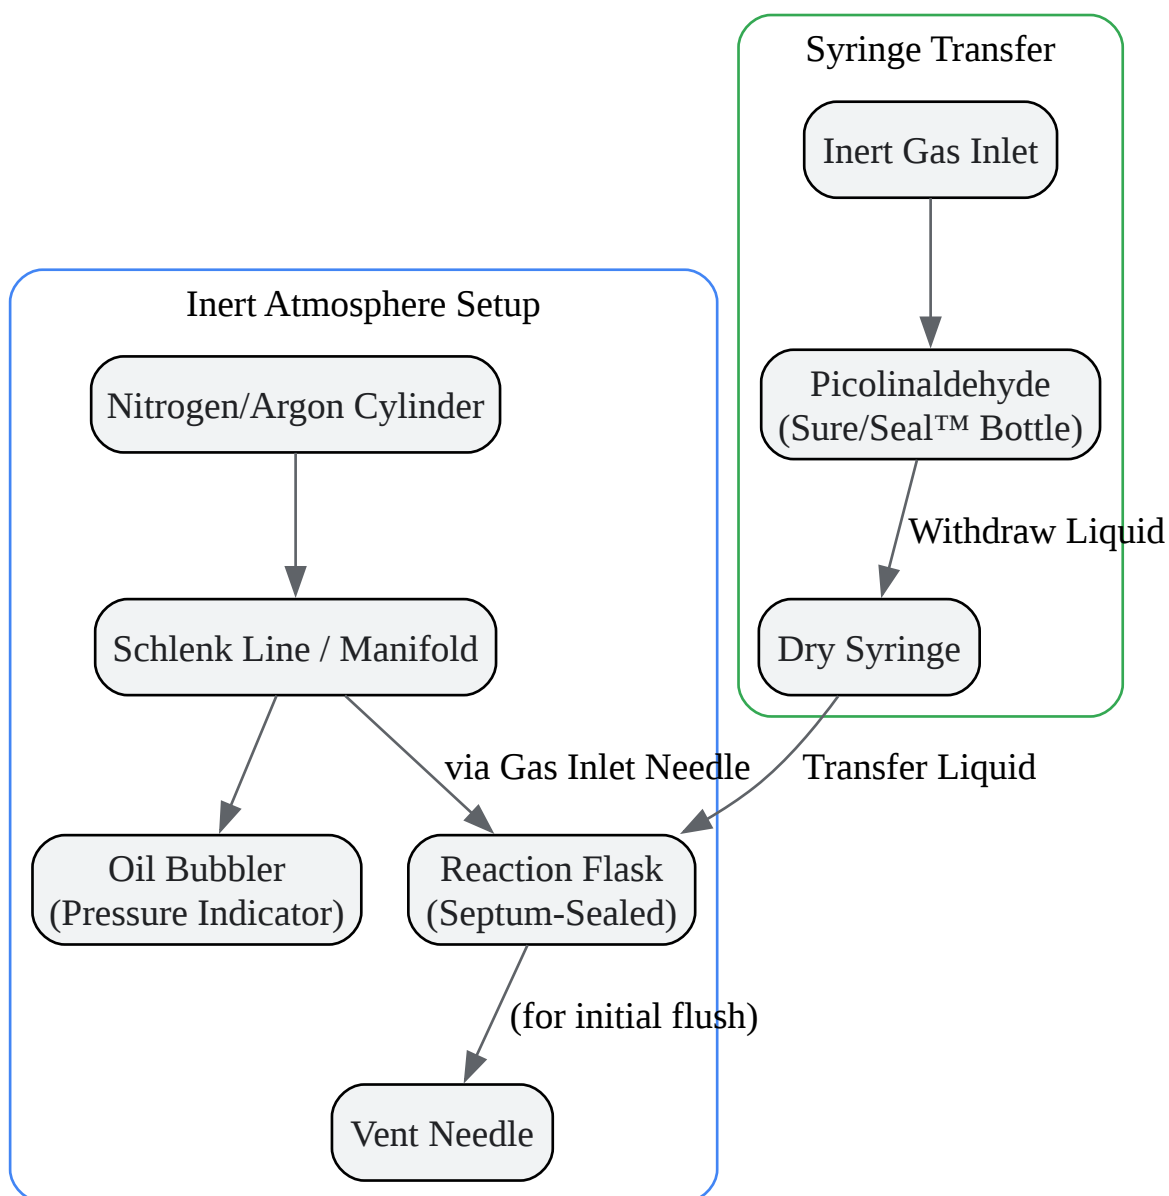 Syringe Transfer
Inert Gas Inlet
Inert Atmosphere Setup
Nitrogen/Argon Cylinder
Picolinaldehyde
(Sure/Seal™ Bottle)
Withdraw Liquid
Schlenk Line / Manifold
Dry Syringe
via Gas Inlet Needle
Transfer Liquid
Oil Bubbler
(Pressure Indicator)
Reaction Flask
(Septum-Sealed)
(for initial flush)
Vent Needle